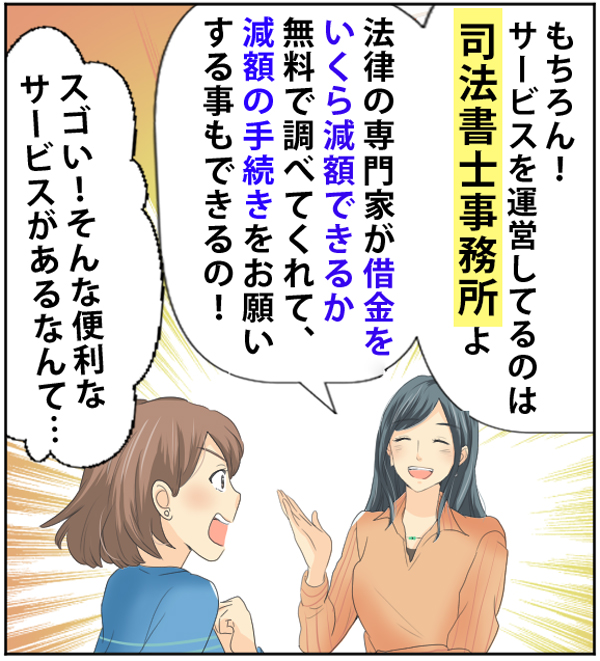 もちろん！
サービスを運営してるのは
司法書士事務所よ
法律の専門家が借金を
いくら減額できるか
無料で調べてくれて、
減額の手続きをお願い
する事もできるの！
スゴい！そんな便利な
サービスがあるなんて…